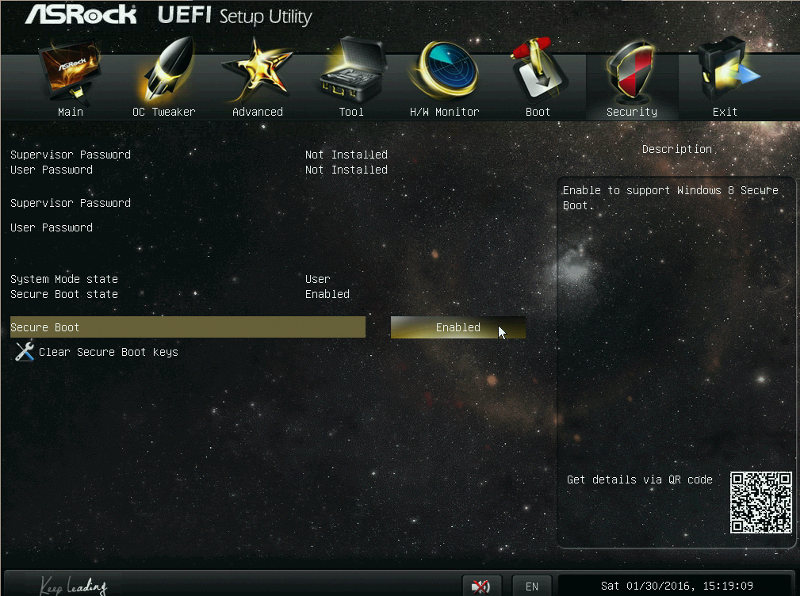 ASRock UEFI Setup Utility
ASRock
Main OC Tweaker Advanced Tool H/W Monitor Boot Security Exit
Supervisor Password Not Installed
User Password Not Installed
Supervisor Password
User Password
System Mode state User
Secure Boot state Enabled
Secure Boot Enabled
Clear Secure Boot keys
Description
Enable to support Windows 8 Secure
Boot.
Get details via QR code
Keep Leading
EN
Sat 01/30/2016, 15:19:09